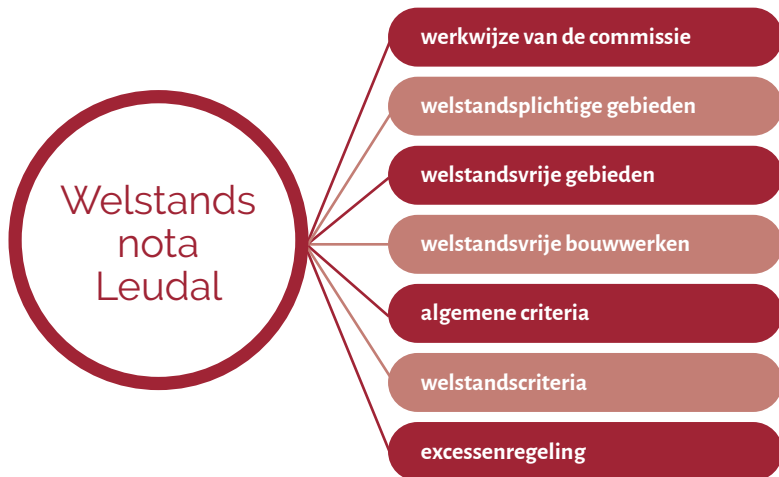 Welstands
nota
Leudal
werkwijze van de commissie
welstandsplichtige gebieden
welstandsvrije gebieden
welstandsvrije bouwwerken
algemene criteria
welstandscriteria
excessenregeling